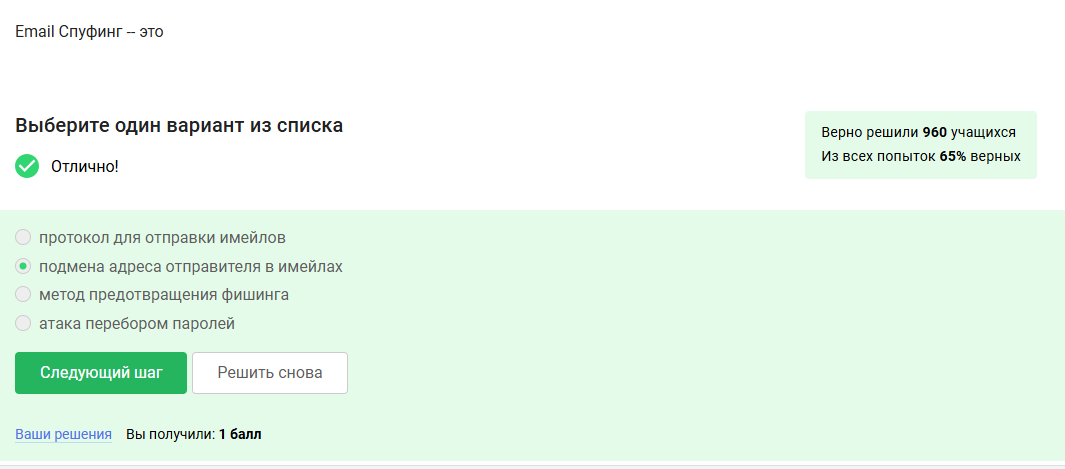 Email Спуфинг -- это
Выберите один вариант из списка
Отлично!
Верно решили 960 учащихся
Из всех попыток 65% верных
протокол для отправки имейлов
подмена адреса отправителя в имейлах
метод предотвращения фишинга
атака перебором паролей
Следующий шаг
Решить снова
Ваши решения
Вы получили: 1 балл